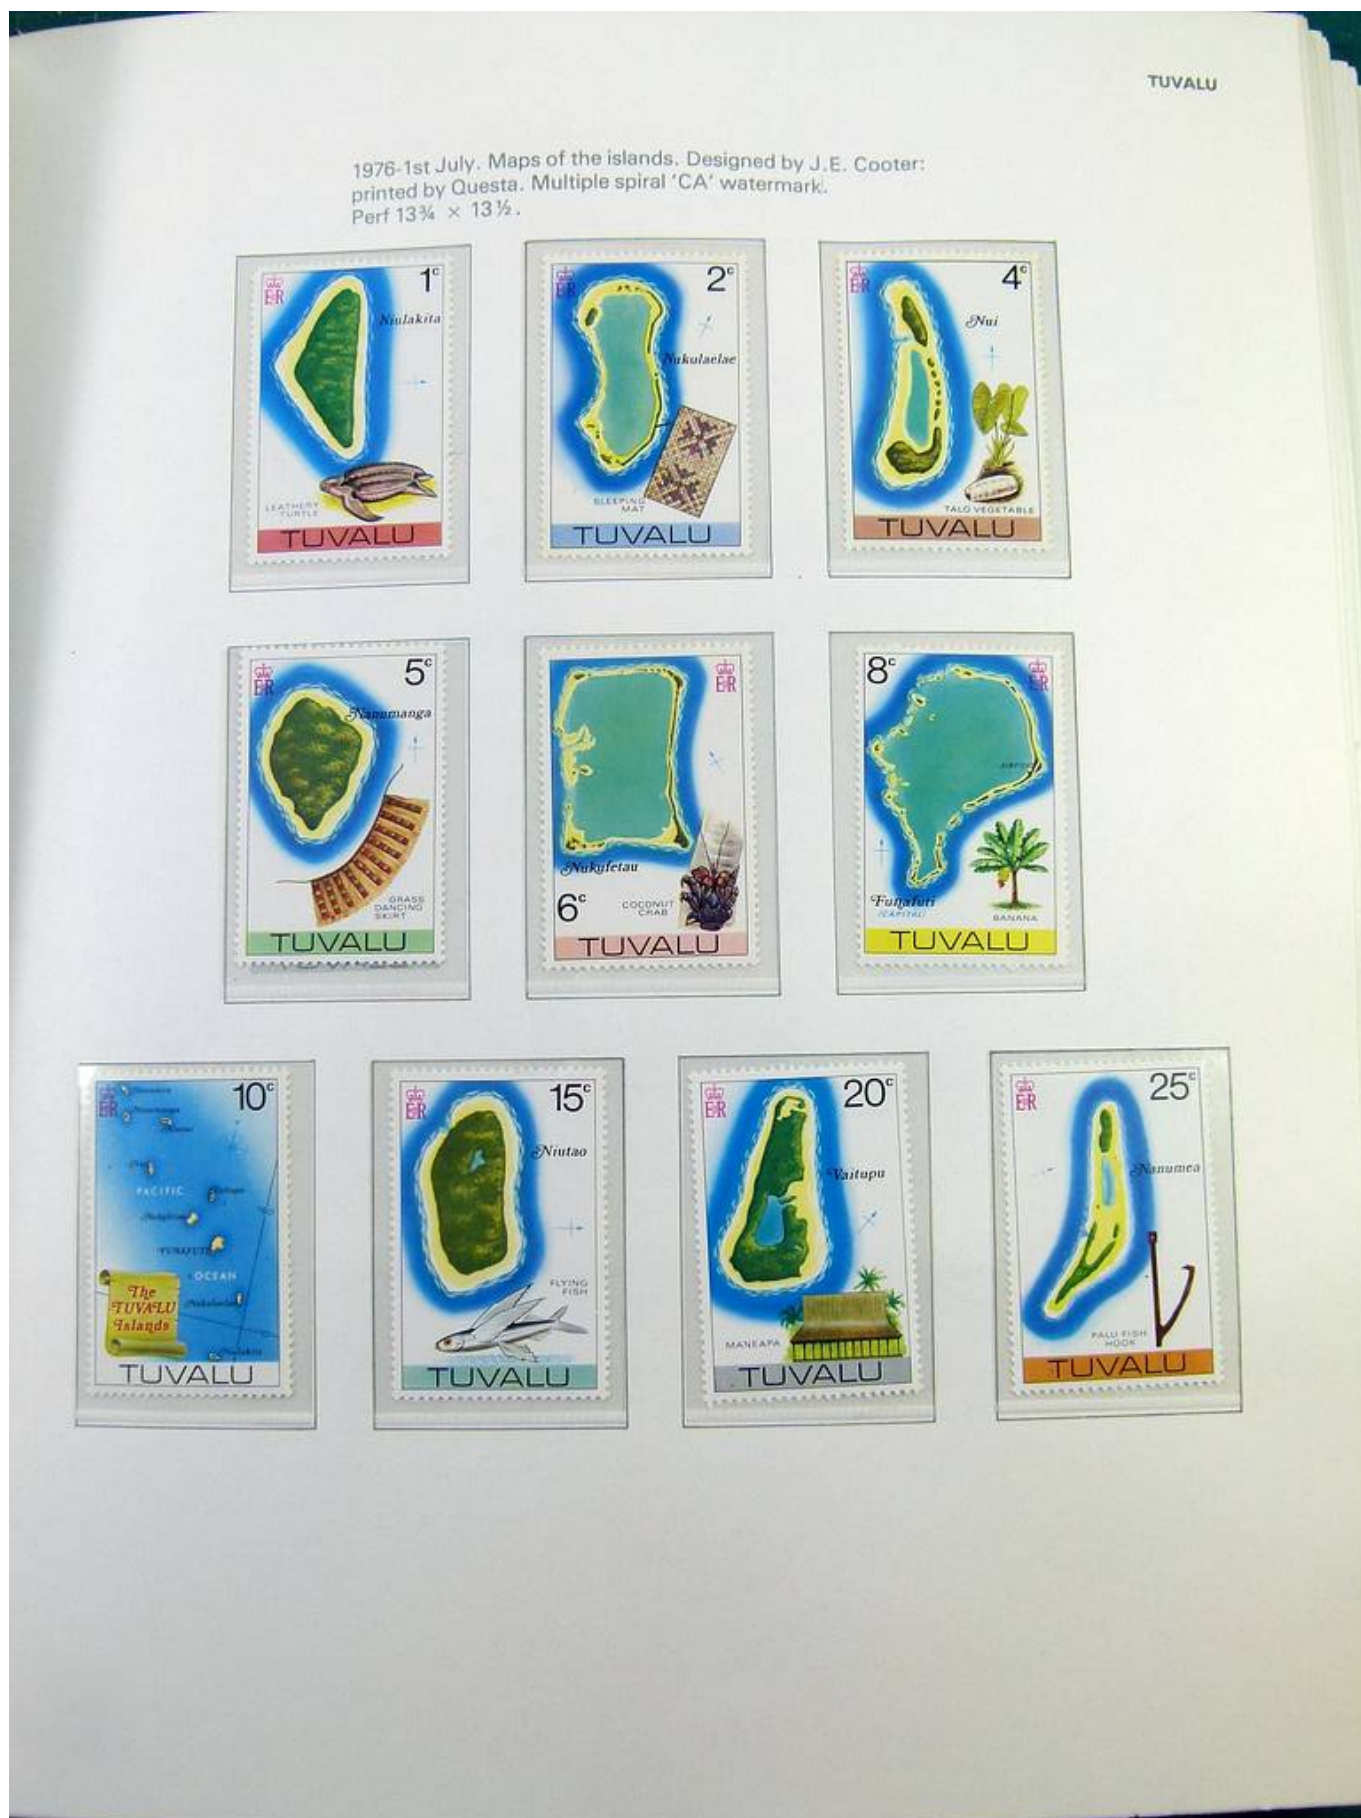 TUVALU
1976-1st July. Maps of the islands. Designed by J.E. Cooter:
printed by Questa. Multiple spiral 'CA' watermark.
Perf 13¾ × 13½.
E R
1c
Niulakita
LEATHERY
TURTLE
TUVALU
E R
2c
Nukulaelae
SLEEPING
MAT
TUVALU
E R
4c
Nui
TALO VEGETABLE
TUVALU
E R
5c
Nanumanga
GRASS
DANCING
SKIRT
TUVALU
E R
Nukufetau
6c
COCONUT
CRAB
TUVALU
8c
E R
Funafuti
(CAPITAL)
BANANA
TUVALU
E R
10c
PACIFIC
FUNAFUTI
OCEAN
The
TUVALU
Islands
Nukulaelae
Niulakita
TUVALU
E R
15c
Niutao
FLYING
FISH
TUVALU
E R
20c
Vaitupu
MANEAPA
TUVALU
E R
25c
Nanumea
PALU FISH
HOOK
TUVALU